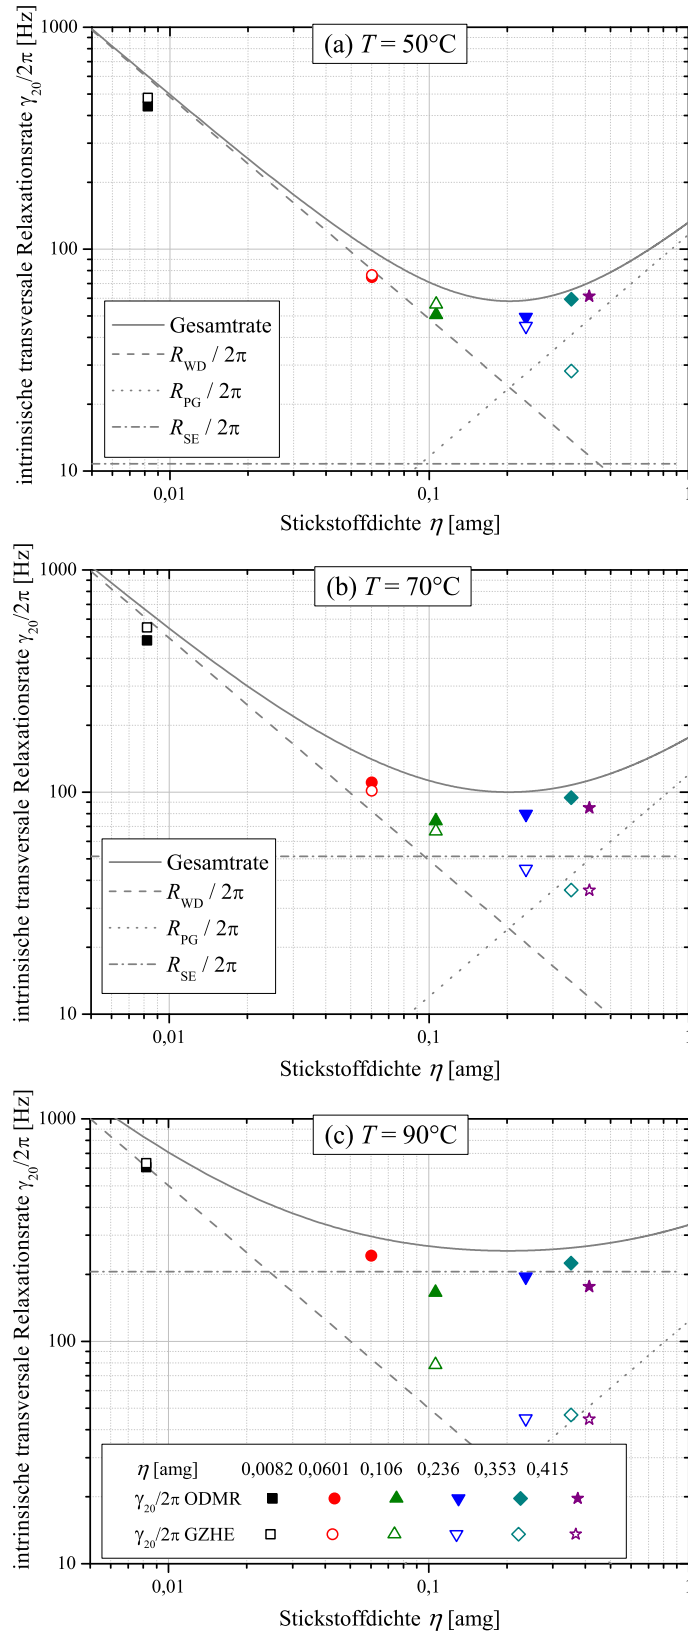 (a) T = 50°C
intrinsische transversale Relaxationsrate γ20/2π [Hz]
1000
100
10
Gesamtrate
RWD / 2π
RPG / 2π
RSE / 2π
0,01
0,1
1
Stickstoffdichte η [amg]
(b) T = 70°C
intrinsische transversale Relaxationsrate γ20/2π [Hz]
1000
100
10
Gesamtrate
RWD / 2π
RPG / 2π
RSE / 2π
0,01
0,1
1
Stickstoffdichte η [amg]
(c) T = 90°C
intrinsische transversale Relaxationsrate γ20/2π [Hz]
1000
100
10
η [amg] 0,0082 0,0601 0,106 0,236 0,353 0,415
γ20/2π ODMR
γ20/2π GZHE
0,01
0,1
1
Stickstoffdichte η [amg]